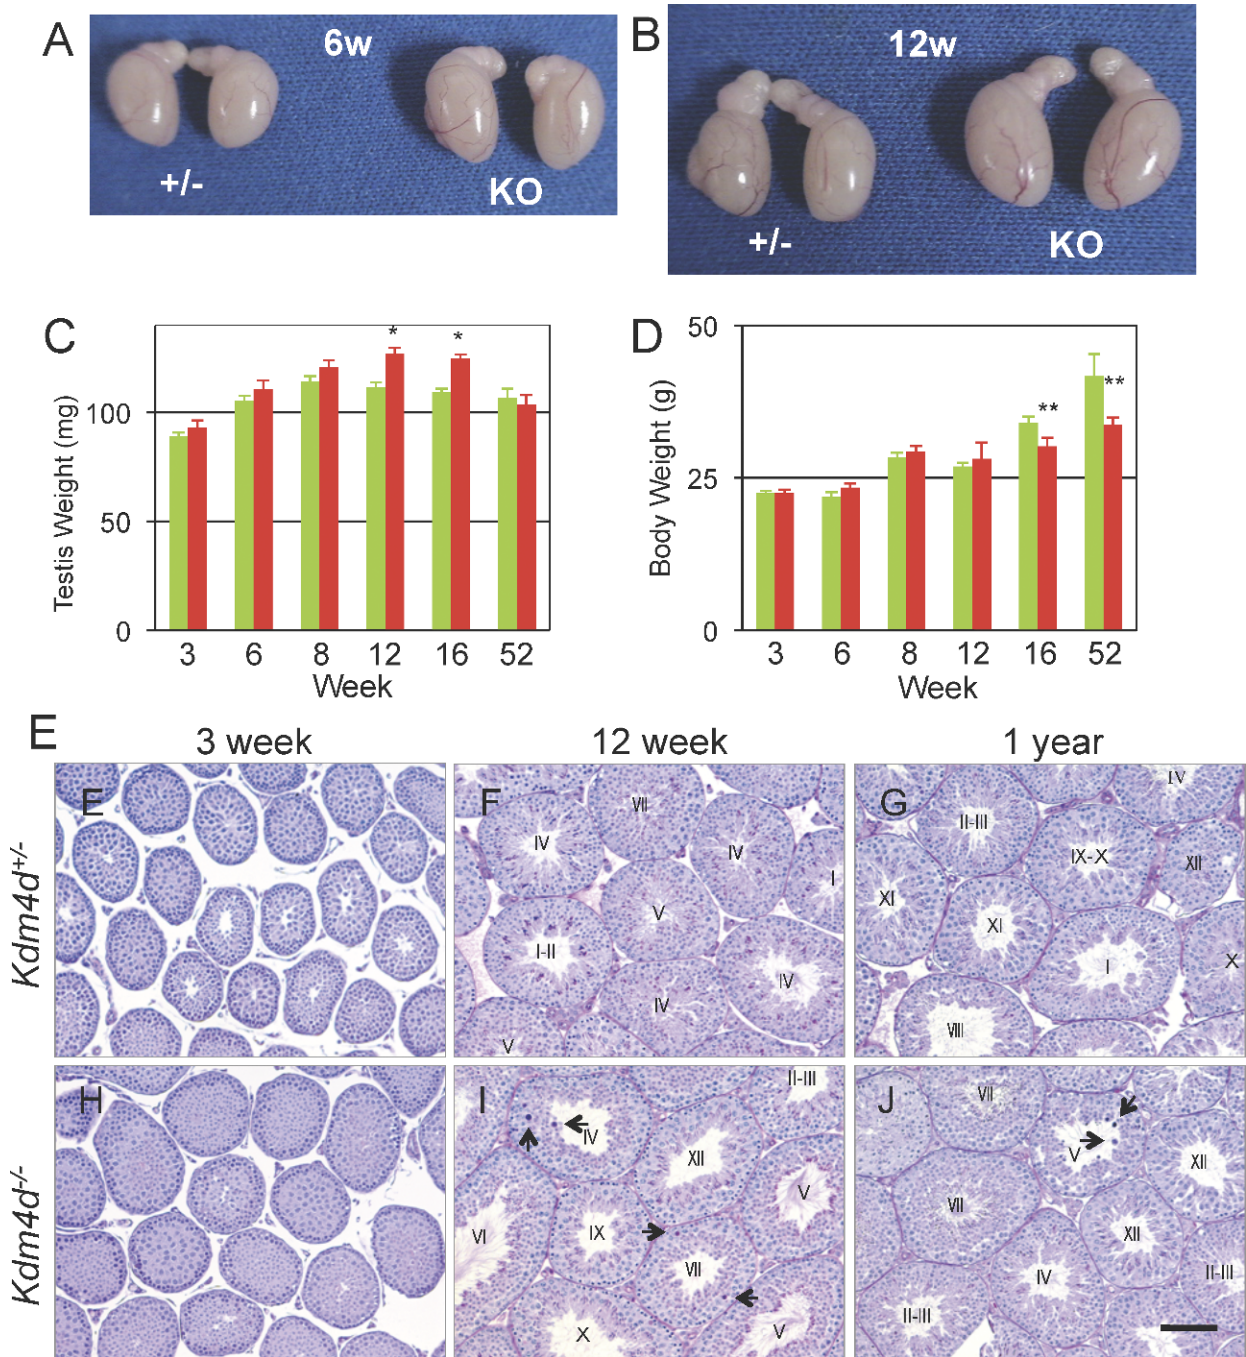 A
6w
+/-
KO
B
12w
+/-
KO
C
Testis Weight (mg)
100
50
0
*
*
3 6 8 12 16 52
Week
D
Body Weight (g)
50
25
0
**
**
3 6 8 12 16 52
Week
E
3 week 12 week 1 year
Kdm4d+/-
E
F
VII
IV
IV
I
V
I-II
IV
IV
V
G
IV
II-III
IX-X
XII
XI
XI
I
X
VIII
Kdm4d-/-
H
I
II-III
IV
XII
V
VI
IX
VII
X
V
J
VII
V
XII
VII
XII
IV
II-III
II-III